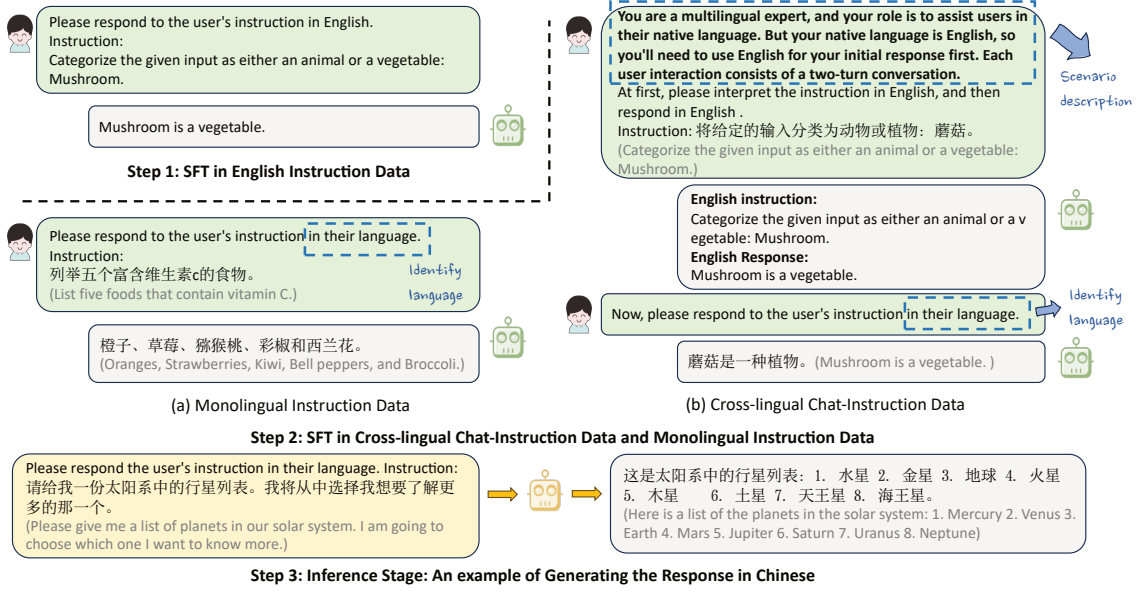 Please respond to the user's instruction in English.
Instruction:
Categorize the given input as either an animal or a vegetable:
Mushroom.
Mushroom is a vegetable.
Step 1: SFT in English Instruction Data
Please respond to the user's instruction in their language.
Instruction:
列举五个富含维生素c的食物。
(List five foods that contain vitamin C.)
Identify
language
橙子、草莓、猕猴桃、彩椒和西兰花。
(Oranges, Strawberries, Kiwi, Bell peppers, and Broccoli.)
(a) Monolingual Instruction Data
You are a multilingual expert, and your role is to assist users in
their native language. But your native language is English, so
you'll need to use English for your initial response first. Each
user interaction consists of a two-turn conversation.
Scenario
description
At first, please interpret the instruction in English, and then
respond in English .
Instruction: 将给定的输入分类为动物或植物: 蘑菇。
(Categorize the given input as either an animal or a vegetable:
Mushroom.)
English instruction:
Categorize the given input as either an animal or a v
egetable: Mushroom.
English Response:
Mushroom is a vegetable.
Now, please respond to the user's instruction in their language.
Identify
language
蘑菇是一种植物。(Mushroom is a vegetable. )
(b) Cross-lingual Chat-Instruction Data
Step 2: SFT in Cross-lingual Chat-Instruction Data and Monolingual Instruction Data
Please respond the user's instruction in their language. Instruction:
请给我一份太阳系中的行星列表。我将从中选择我想要了解更
多的那一个。
(Please give me a list of planets in our solar system. I am going to
choose which one I want to know more.)
这是太阳系中的行星列表: 1. 水星 2. 金星 3. 地球 4. 火星
5. 木星 6. 土星 7. 天王星 8. 海王星。
(Here is a list of the planets in the solar system: 1. Mercury 2. Venus 3.
Earth 4. Mars 5. Jupiter 6. Saturn 7. Uranus 8. Neptune)
Step 3: Inference Stage: An example of Generating the Response in Chinese